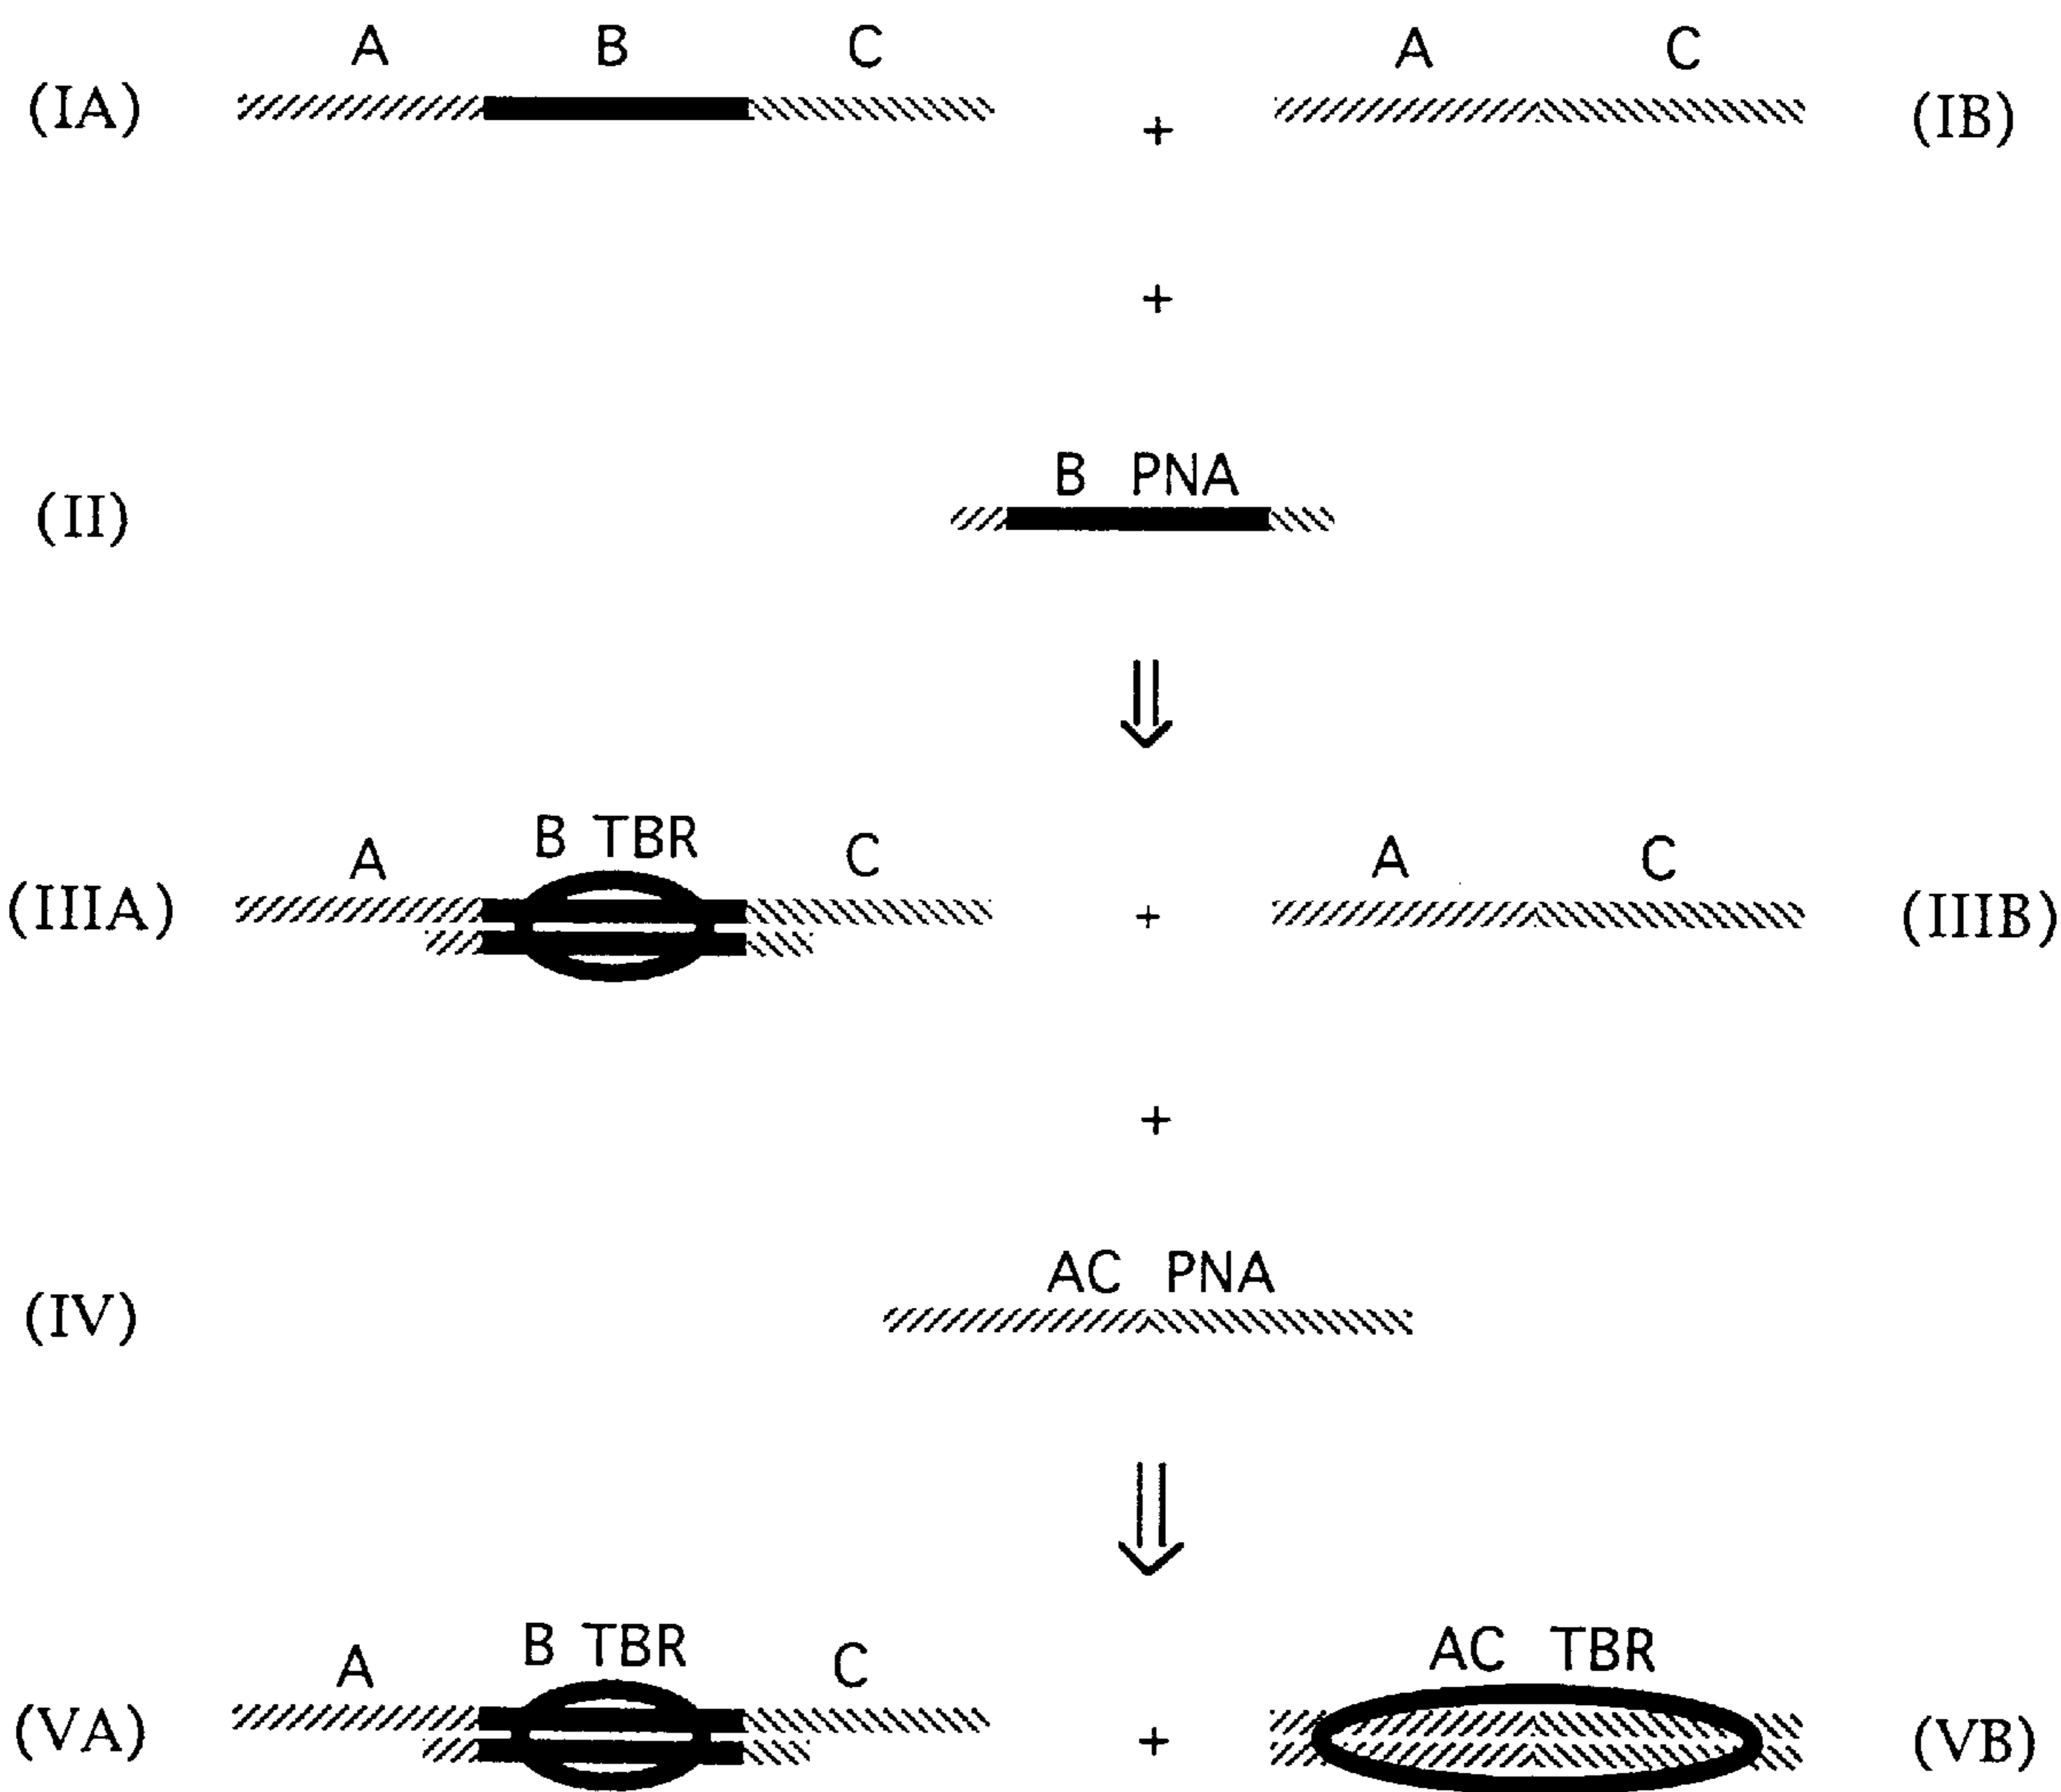 A B C A C
(IA) + (IB)
+
B PNA
(II)
A B TBR C A C
(IIIA) + (IIIB)
+
AC PNA
(IV)
A B TBR C AC TBR
(VA) + (VB)